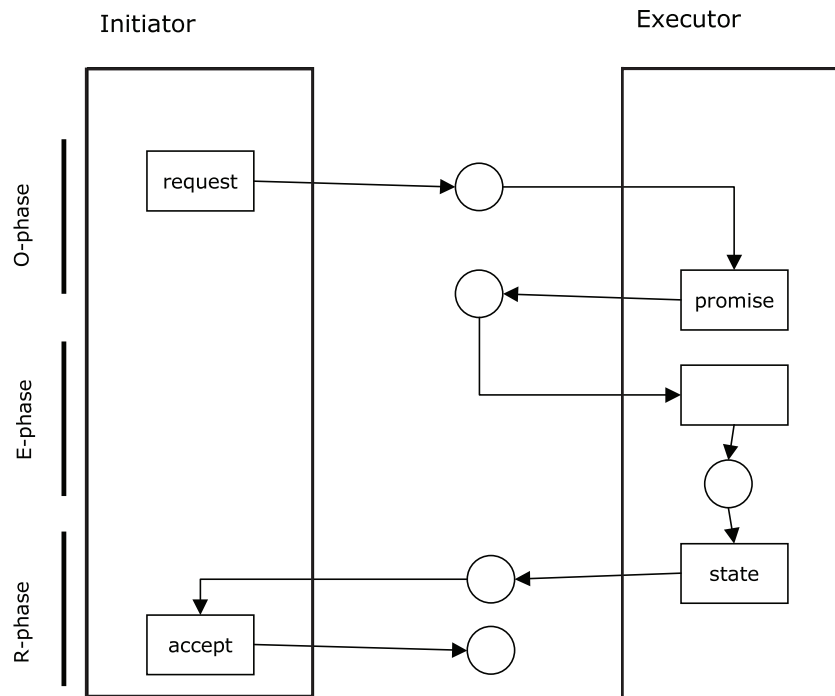 Initiator
Executor
O-phase
request
promise
E-phase
R-phase
state
accept